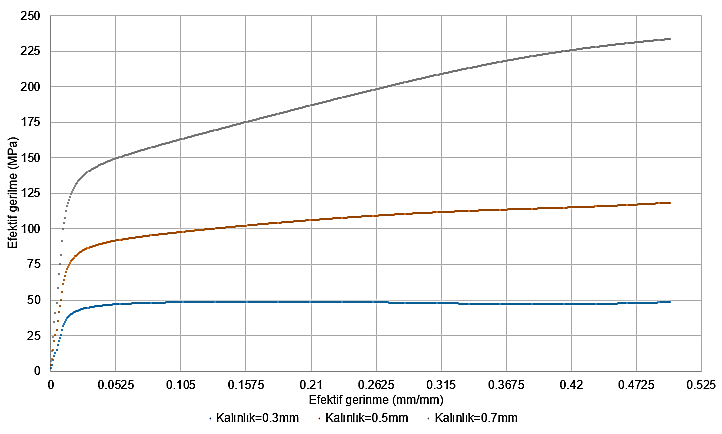 250
225
200
175
150
125
100
75
50
25
0
Efektif gerilme (MPa)
0 0.0525 0.105 0.1575 0.21 0.2625 0.315 0.3675 0.42 0.4725 0.525
Efektif gerinme (mm/mm)
Kalınlık=0.3mm Kalınlık=0.5mm Kalınlık=0.7mm